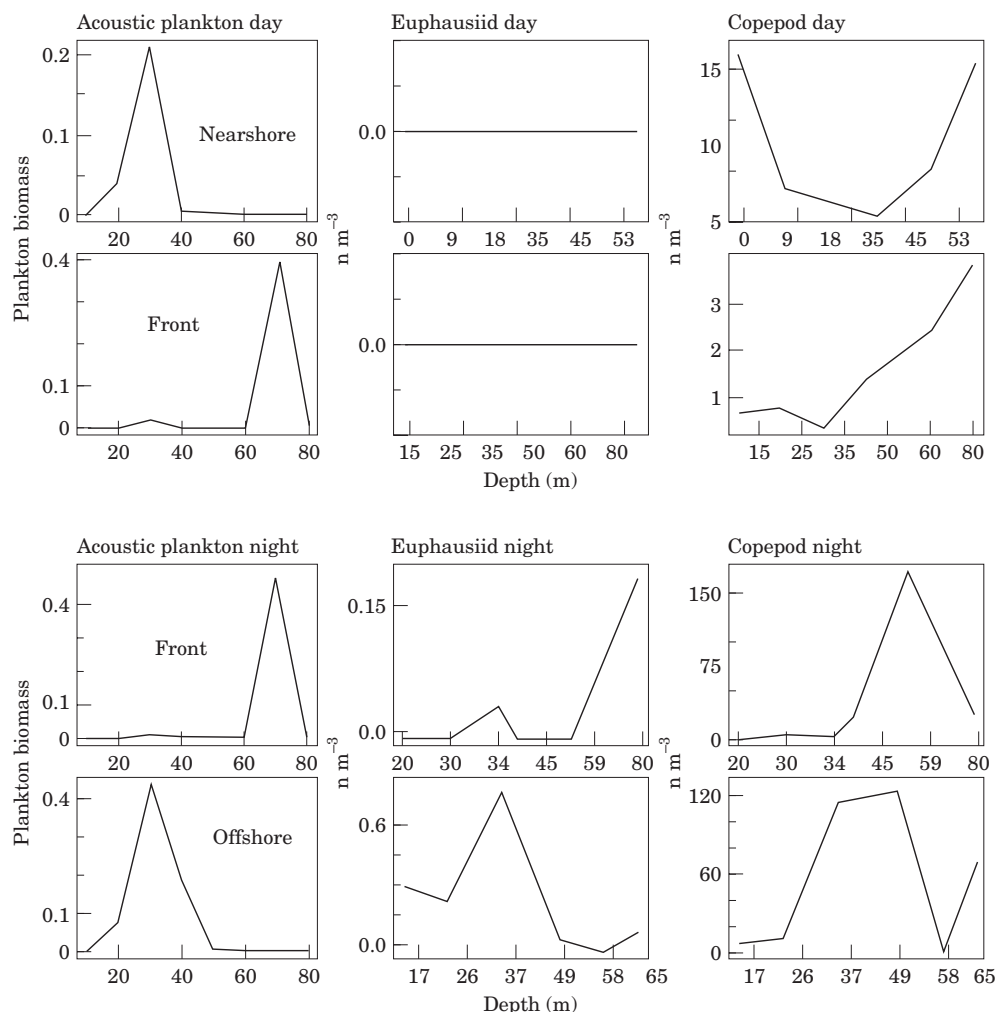 Acoustic plankton day
Euphausiid day
Copepod day
Plankton biomass
0.2
0.1
0
Nearshore
20 40 60 80
n m⁻³
0.0
0 9 18 35 45 53
n m⁻³
15
10
5
0 9 18 35 45 53
0.4
0.1
0
Front
20 40 60 80
0.0
15 25 35 50 60 80
3
2
1
15 25 35 50 60 80
Depth (m)
Acoustic plankton night
Euphausiid night
Copepod night
Plankton biomass
0.4
0.1
0
Front
20 40 60 80
n m⁻³
0.15
0.0
20 30 34 45 59 80
n m⁻³
150
75
0
20 30 34 45 59 80
0.4
0.1
0
Offshore
20 40 60 80
0.6
0.0
17 26 37 49 58 65
120
60
0
17 26 37 49 58 65
Depth (m)